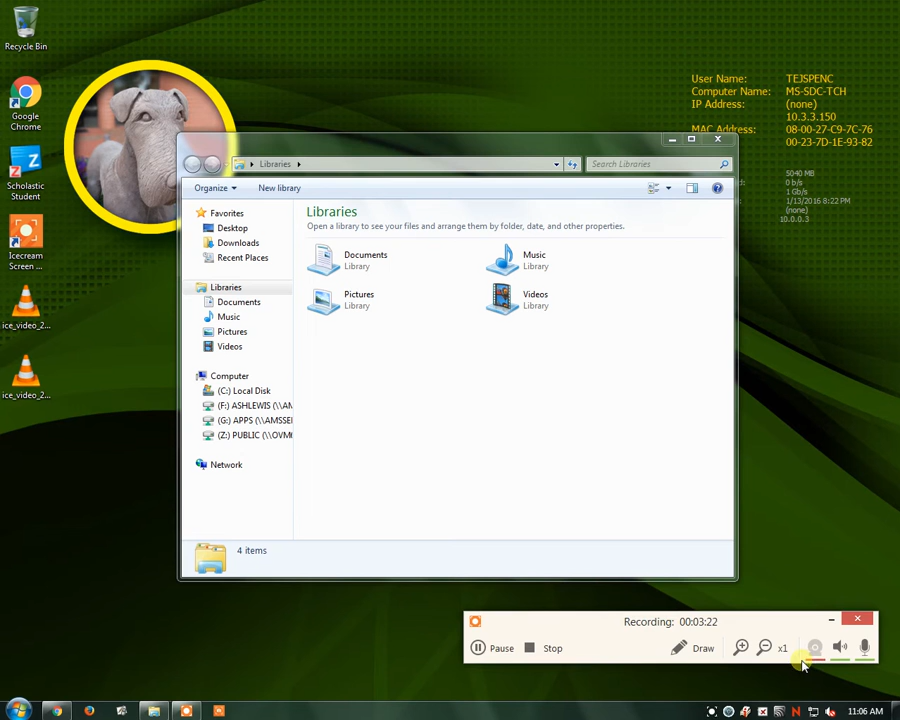 Recycle Bin
Google
Chrome
Scholastic
Student
Icecream
Screen ...
ice_video_2...
ice_video_2...
User Name: TEJSPENC
Computer Name: MS-SDC-TCH
IP Address: (none)
10.3.3.150
MAC Address: 08-00-27-C9-7C-76
00-23-7D-1E-93-82
5040 MB
0 b/s
1 Gb/s
1/13/2016 8:22 PM
(none)
10.0.0.3
Libraries
Search Libraries
Organize
New library
Favorites
Desktop
Downloads
Recent Places
Libraries
Documents
Music
Pictures
Videos
Computer
(C:) Local Disk
(F:) ASHLEWIS (\\AM
(G:) APPS (\\AMSSE
(Z:) PUBLIC (\\OVM
Network
Libraries
Open a library to see your files and arrange them by folder, date, and other properties.
Documents
Library
Music
Library
Pictures
Library
Videos
Library
4 items
Recording: 00:03:22
Pause
Stop
Draw
x1
11:06 AM